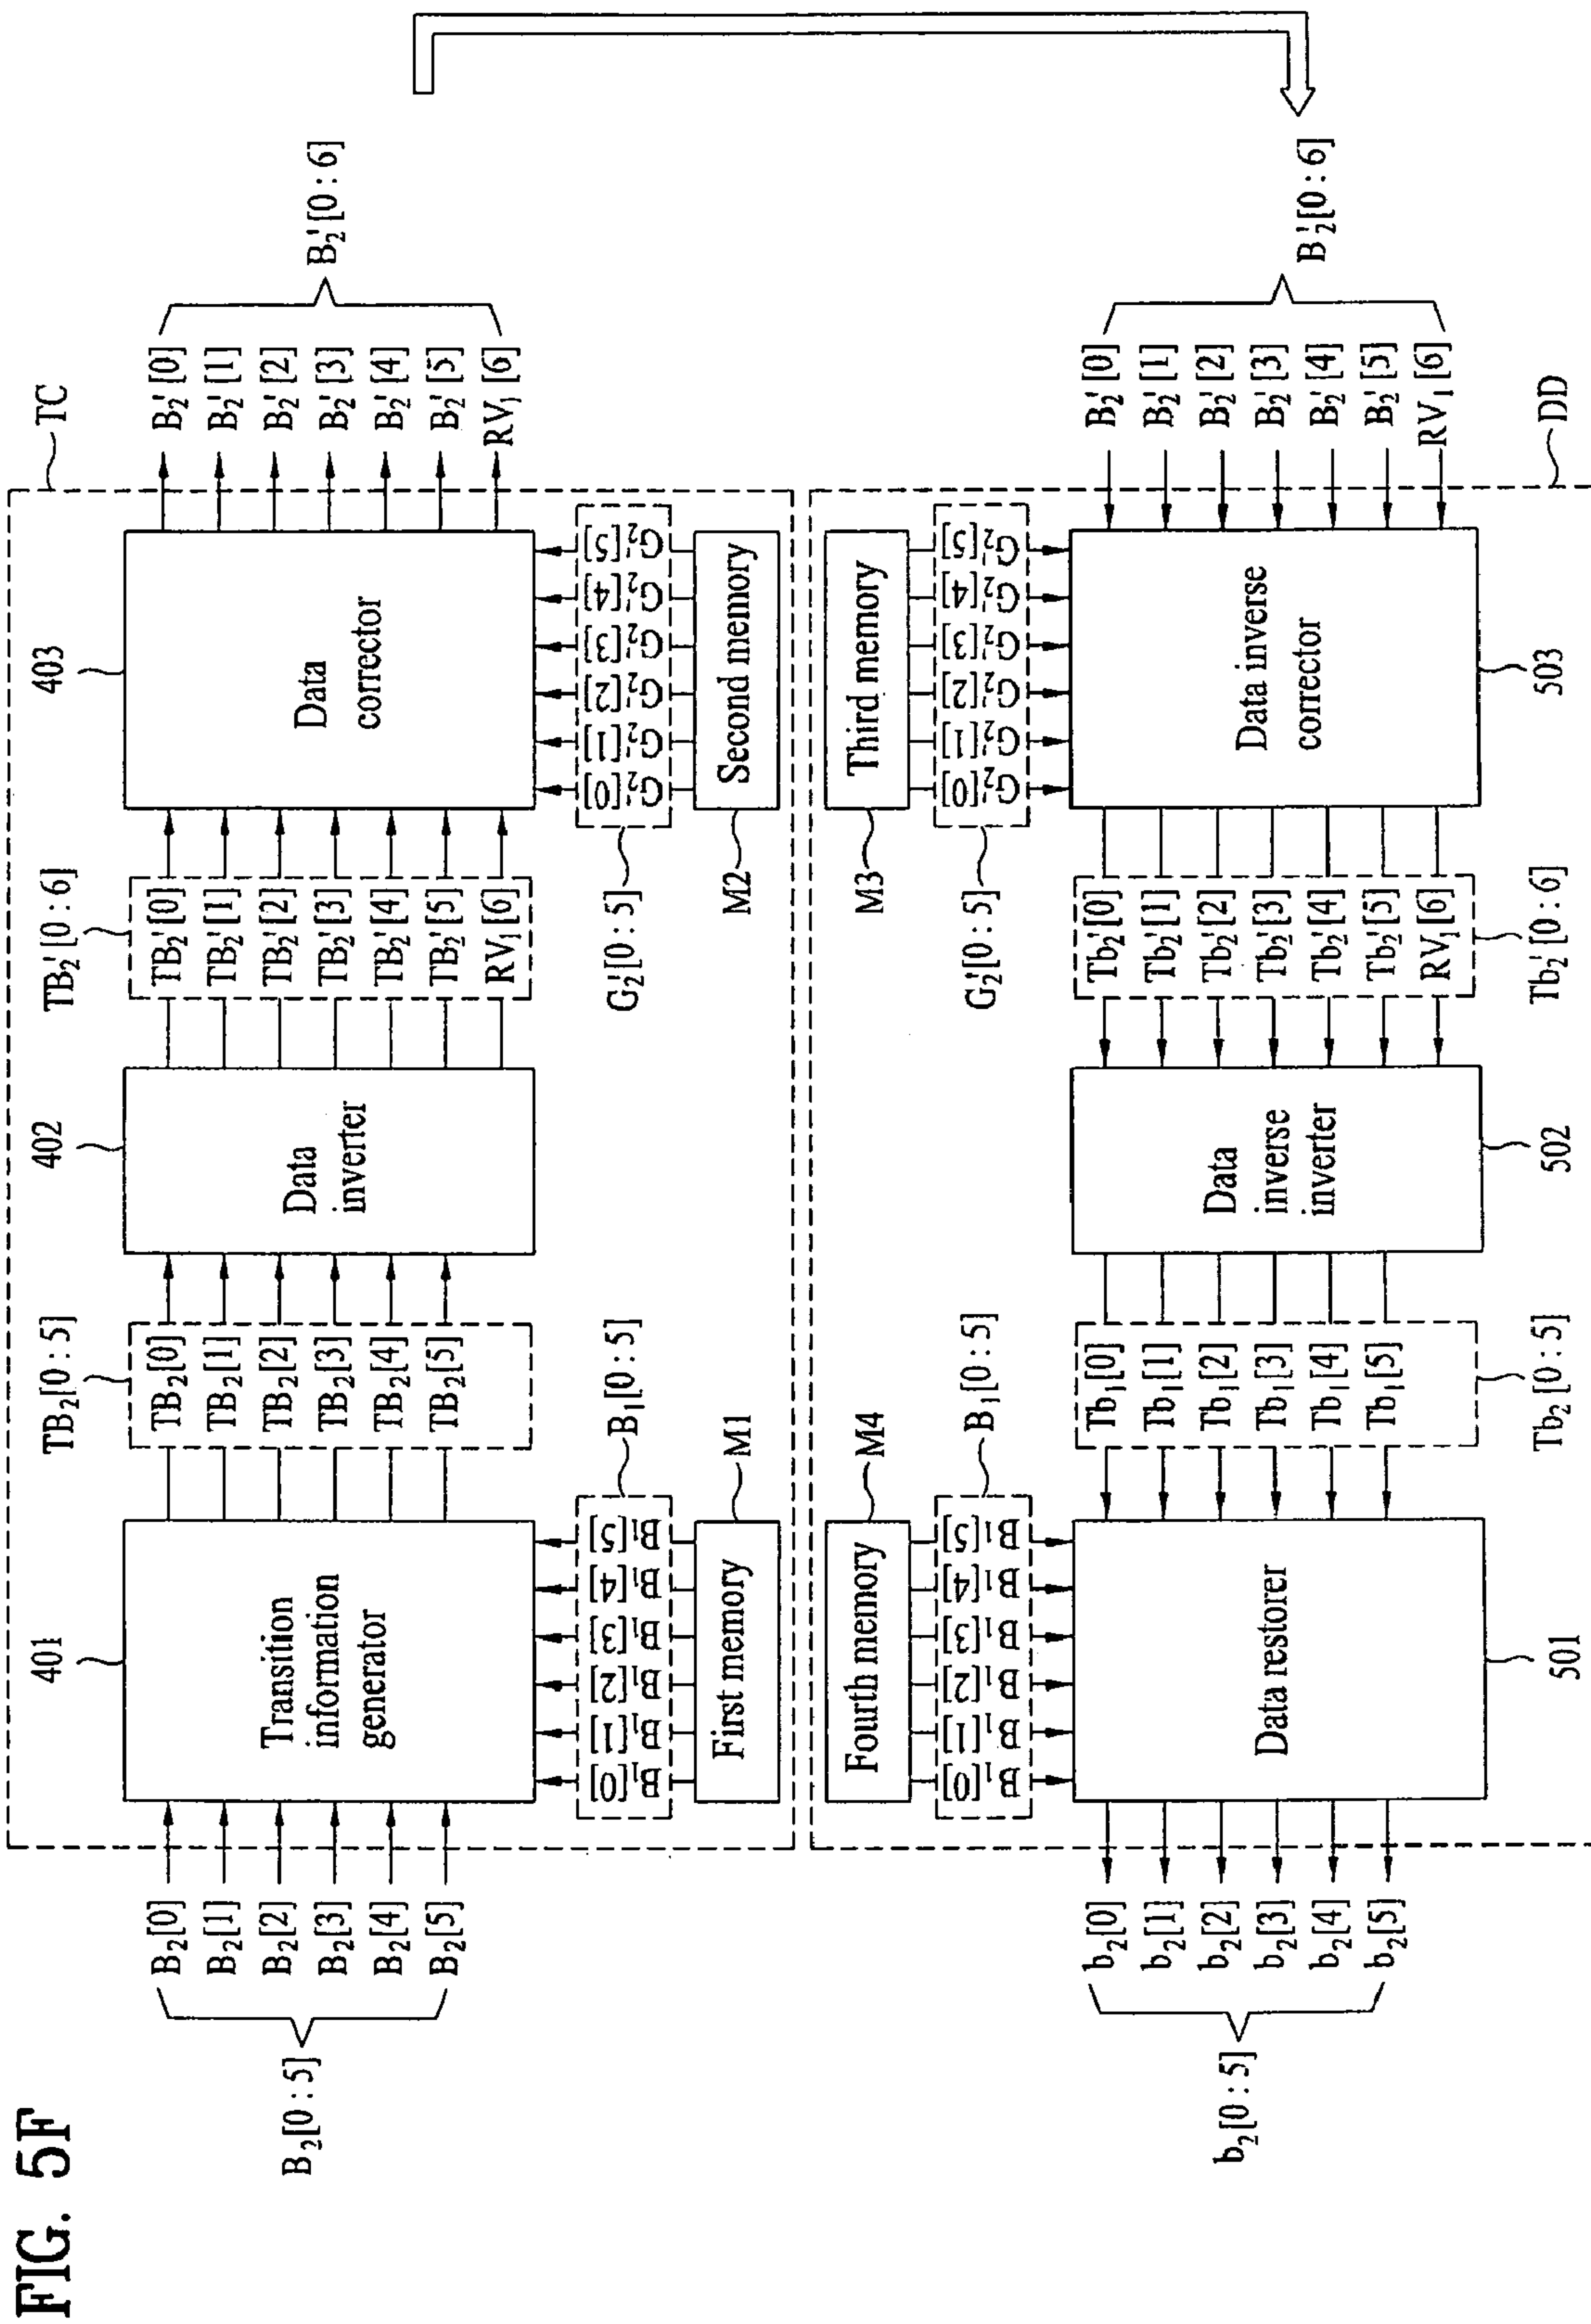 FIG. 5F
TC
401
402
403
B₂[0 : 5]
B₂[0]
B₂[1]
B₂[2]
B₂[3]
B₂[4]
B₂[5]
Transition
information
generator
TB₂[0 : 5]
TB₂[0]
TB₂[1]
TB₂[2]
TB₂[3]
TB₂[4]
TB₂[5]
Data
inverter
TB₂'[0 : 6]
TB₂'[0]
TB₂'[1]
TB₂'[2]
TB₂'[3]
TB₂'[4]
TB₂'[5]
RV₁[6]
Data
corrector
B₂'[0]
B₂'[1]
B₂'[2]
B₂'[3]
B₂'[4]
B₂'[5]
RV₁[6]
B₂'[0 : 6]
B₁[0]
B₁[1]
B₁[2]
B₁[3]
B₁[4]
B₁[5]
B₁[0 : 5]
First memory
M1
G₂'[0 : 5]
G₂'[0]
G₂'[1]
G₂'[2]
G₂'[3]
G₂'[4]
G₂'[5]
M2
Second memory
Fourth memory
M4
B₁[0]
B₁[1]
B₁[2]
B₁[3]
B₁[4]
B₁[5]
B₁[0 : 5]
M3
Third memory
G₂'[0 : 5]
G₂'[0]
G₂'[1]
G₂'[2]
G₂'[3]
G₂'[4]
G₂'[5]
b₂[0 : 5]
b₂[0]
b₂[1]
b₂[2]
b₂[3]
b₂[4]
b₂[5]
Data restorer
Tb₁[0]
Tb₁[1]
Tb₁[2]
Tb₁[3]
Tb₁[4]
Tb₁[5]
Tb₂[0 : 5]
Data
inverse
inverter
Tb₂'[0]
Tb₂'[1]
Tb₂'[2]
Tb₂'[3]
Tb₂'[4]
Tb₂'[5]
RV₁[6]
Tb₂'[0 : 6]
Data inverse
corrector
B₂'[0]
B₂'[1]
B₂'[2]
B₂'[3]
B₂'[4]
B₂'[5]
RV₁[6]
B₂'[0 : 6]
501
502
503
DD